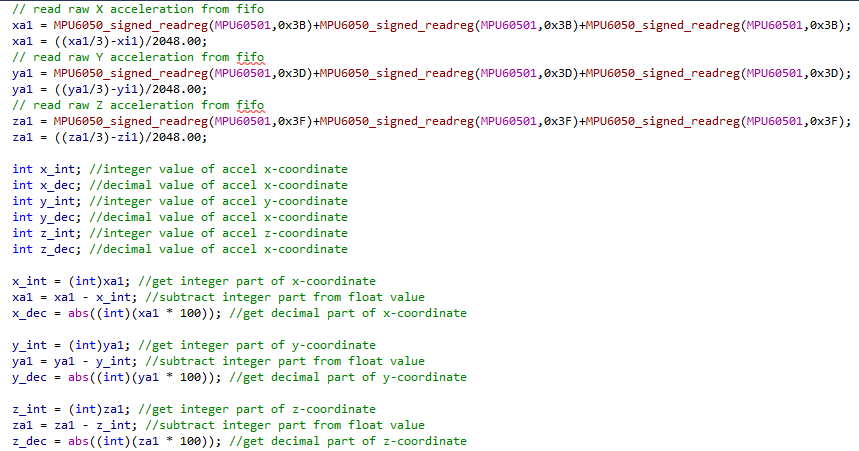 // read raw X acceleration from fifo
xa1 = MPU6050_signed_readreg(MPU60501,0x3B)+MPU6050_signed_readreg(MPU60501,0x3B)+MPU6050_signed_readreg(MPU60501,0x3B);
xa1 = ((xa1/3)-xi1)/2048.00;
// read raw Y acceleration from fifo
ya1 = MPU6050_signed_readreg(MPU60501,0x3D)+MPU6050_signed_readreg(MPU60501,0x3D)+MPU6050_signed_readreg(MPU60501,0x3D);
ya1 = ((ya1/3)-yi1)/2048.00;
// read raw Z acceleration from fifo
za1 = MPU6050_signed_readreg(MPU60501,0x3F)+MPU6050_signed_readreg(MPU60501,0x3F)+MPU6050_signed_readreg(MPU60501,0x3F);
za1 = ((za1/3)-zi1)/2048.00;
int x_int; //integer value of accel x-coordinate
int x_dec; //decimal value of accel x-coordinate
int y_int; //integer value of accel y-coordinate
int y_dec; //decimal value of accel x-coordinate
int z_int; //integer value of accel z-coordinate
int z_dec; //decimal value of accel x-coordinate
x_int = (int)xa1; //get integer part of x-coordinate
xa1 = xa1 - x_int; //subtract integer part from float value
x_dec = abs((int)(xa1 * 100)); //get decimal part of x-coordinate
y_int = (int)ya1; //get integer part of y-coordinate
ya1 = ya1 - y_int; //subtract integer part from float value
y_dec = abs((int)(ya1 * 100)); //get decimal part of y-coordinate
z_int = (int)za1; //get integer part of z-coordinate
za1 = za1 - z_int; //subtract integer part from float value
z_dec = abs((int)(za1 * 100)); //get decimal part of z-coordinate